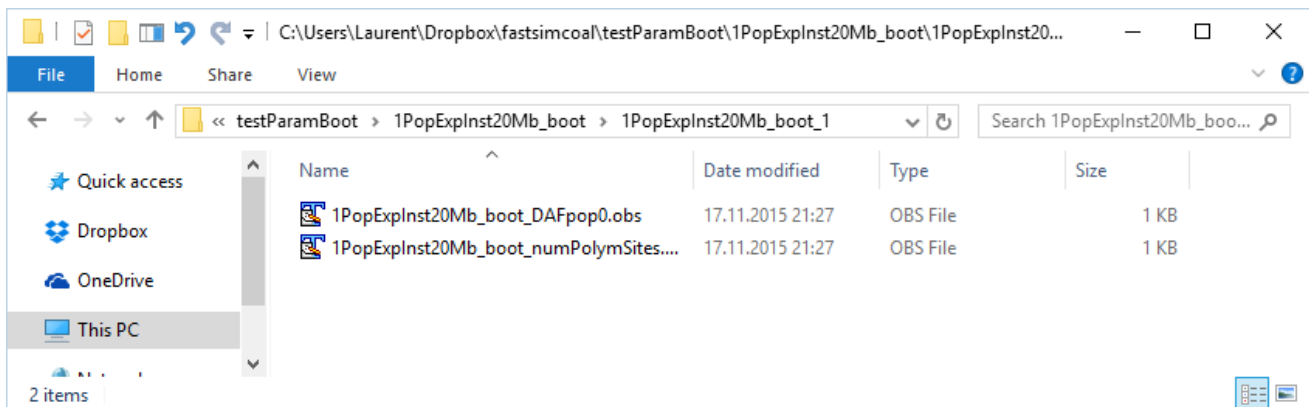 C:\Users\Laurent\Dropbox\fastsimcoal\testParamBoot\1PopExpInst20Mb_boot\1PopExpInst20...
File Home Share View
« testParamBoot > 1PopExpInst20Mb_boot > 1PopExpInst20Mb_boot_1 Search 1PopExpInst20Mb_boo...
Name Date modified Type Size
Quick access
1PopExpInst20Mb_boot_DAFpop0.obs 17.11.2015 21:27 OBS File 1 KB
Dropbox
1PopExpInst20Mb_boot_numPolymSites.... 17.11.2015 21:27 OBS File 1 KB
OneDrive
This PC
2 items